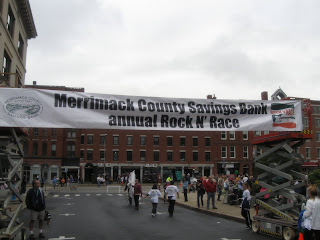 Merrimack County Savings Bank
annual Rock N' Race